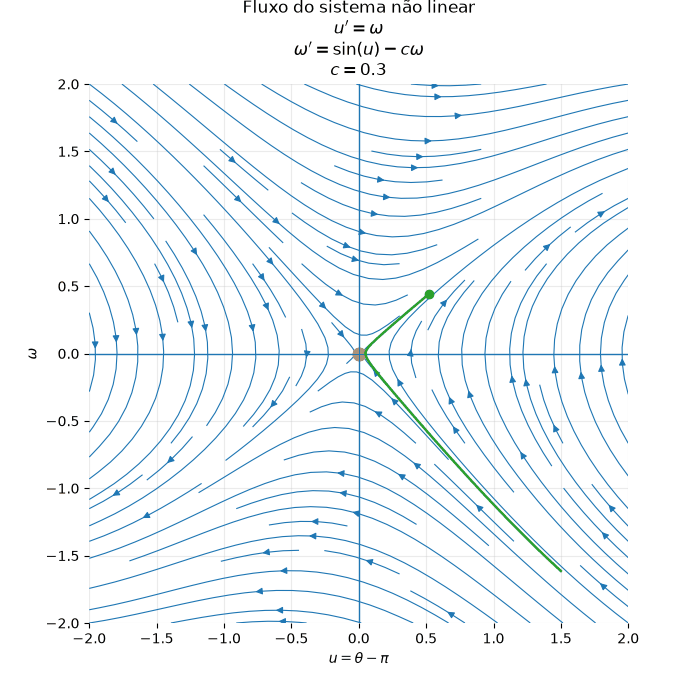 Fluxo do sistema não linear
u′ = ω
ω′ = sin(u) − cω
c = 0.3
2.0
1.5
1.0
0.5
0.0
−0.5
−1.0
−1.5
−2.0
ω
−2.0 −1.5 −1.0 −0.5 0.0 0.5 1.0 1.5 2.0
u = θ − π